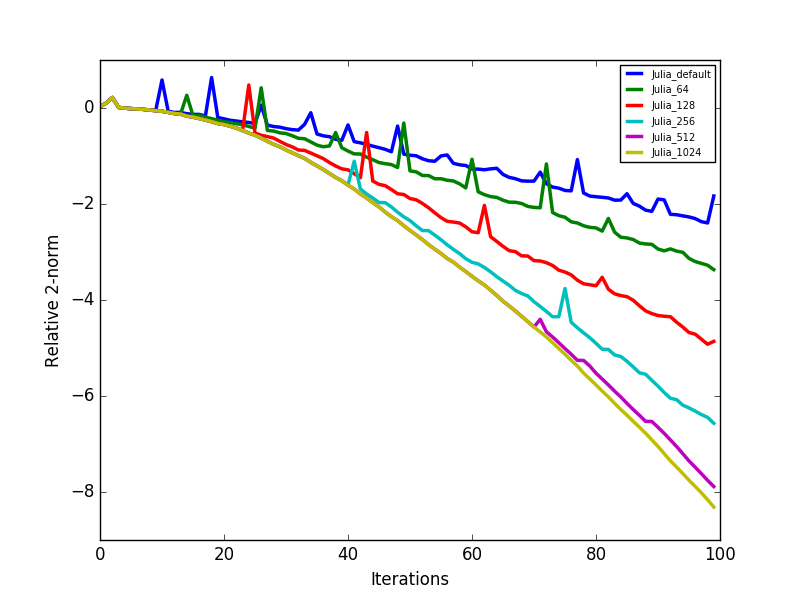 Julia_default
Julia_64
Julia_128
Julia_256
Julia_512
Julia_1024
0
−2
−4
−6
−8
Relative 2-norm
0 20 40 60 80 100
Iterations